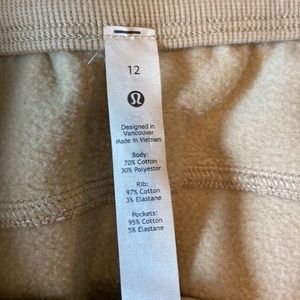 12
Designed in
Vancouver
Made in Vietnam
Body:
70% Cotton
30% Polyester
Rib:
97% Cotton
3% Elastane
Pockets:
95% Cotton
5% Elastane